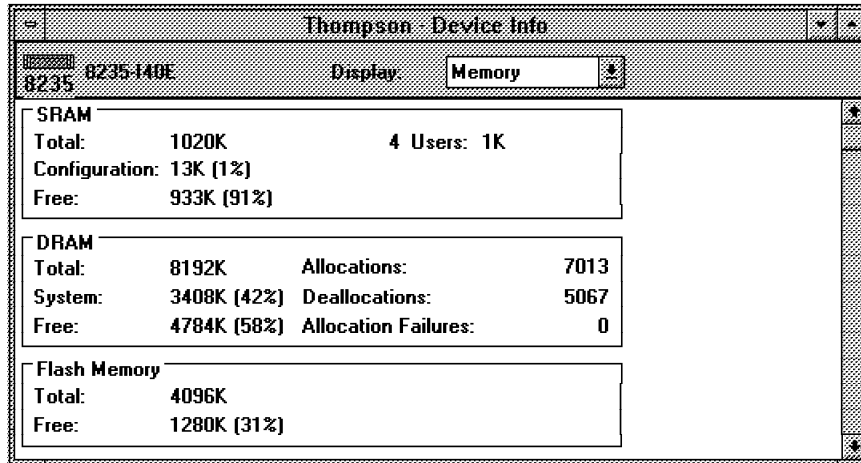 Thompson - Device Info
8235 8235-I40E Display: Memory
SRAM
Total: 1020K 4 Users: 1K
Configuration: 13K (1%)
Free: 933K (91%)
DRAM
Total: 8192K Allocations: 7013
System: 3408K (42%) Deallocations: 5067
Free: 4784K (58%) Allocation Failures: 0
Flash Memory
Total: 4096K
Free: 1280K (31%)